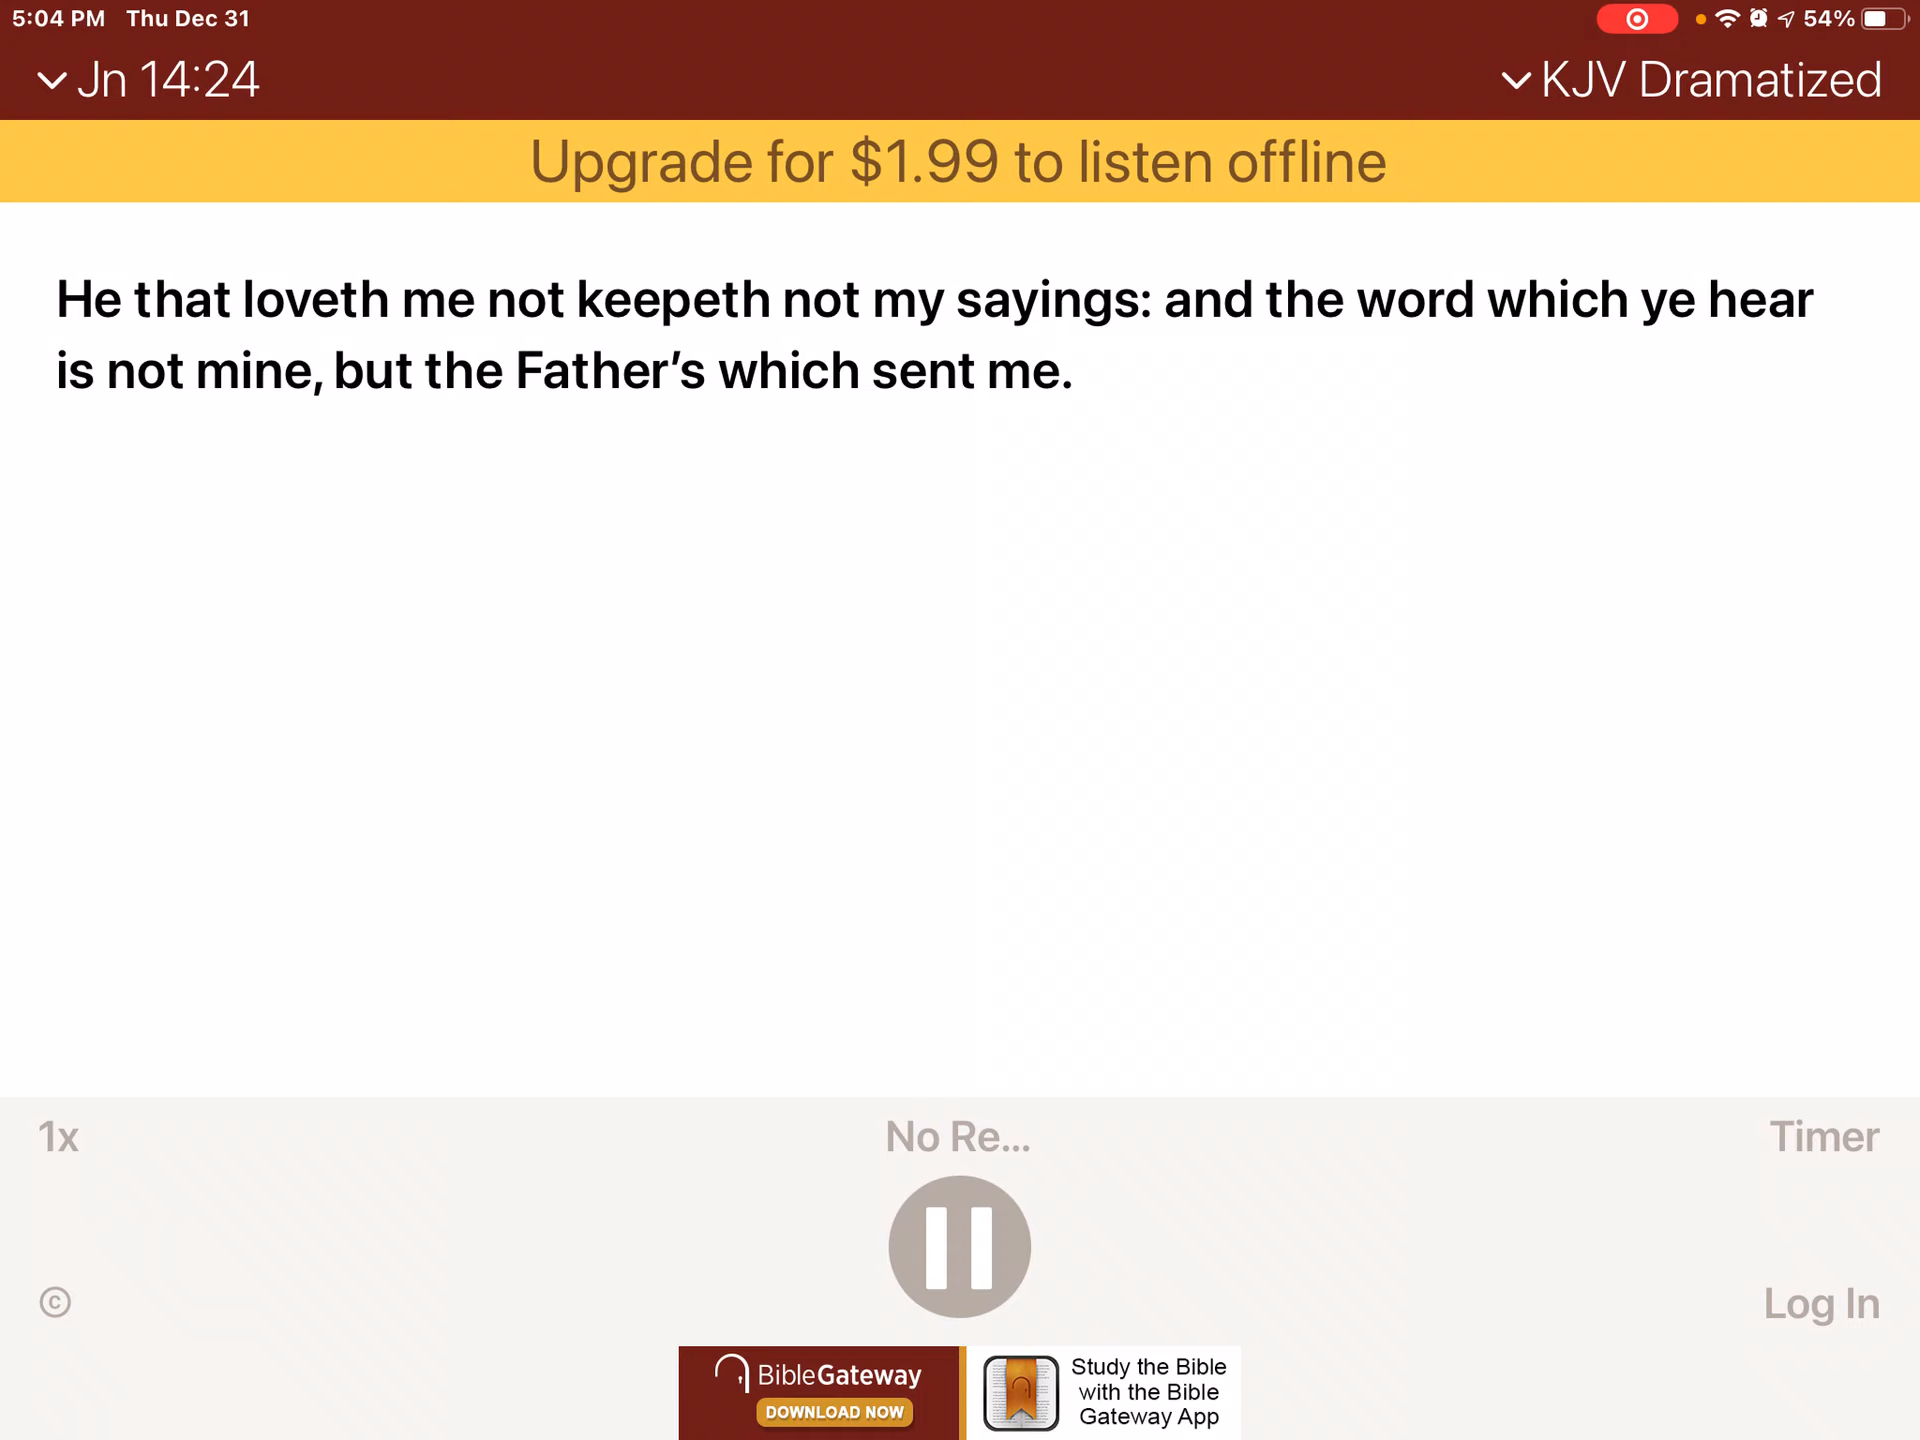 5:04 PM Thu Dec 31
54%
Jn 14:24
KJV Dramatized
Upgrade for $1.99 to listen offline
He that loveth me not keepeth not my sayings: and the word which ye hear
is not mine, but the Father’s which sent me.
1x
No Re...
Timer
©
Log In
BibleGateway
DOWNLOAD NOW
Study the Bible
with the Bible
Gateway App